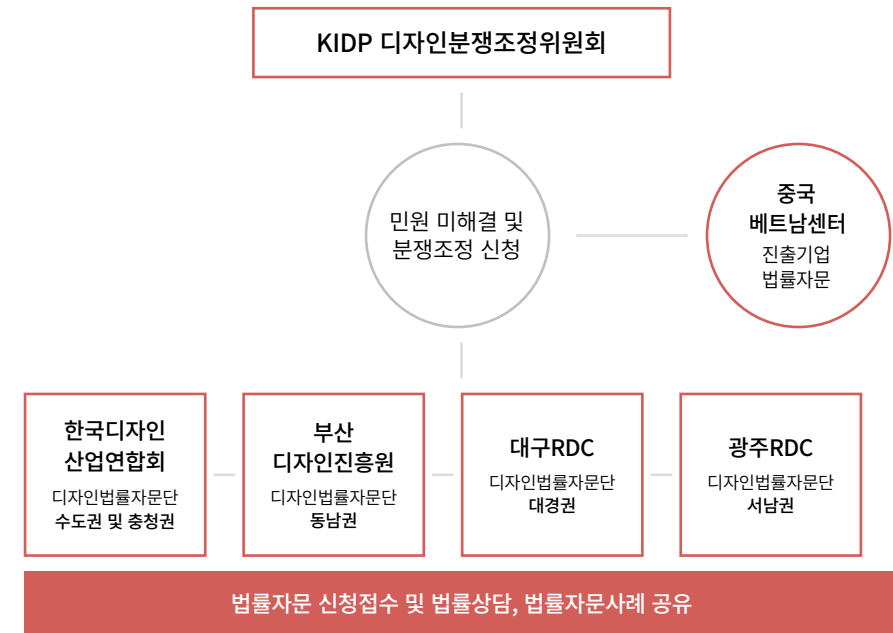 KIDP 디자인분쟁조정위원회
민원 미해결 및
분쟁조정 신청
중국
베트남센터
진출기업
법률자문
한국디자인
산업연합회
디자인법률자문단
수도권 및 충청권
부산
디자인진흥원
디자인법률자문단
동남권
대구RDC
디자인법률자문단
대경권
광주RDC
디자인법률자문단
서남권
법률자문 신청접수 및 법률상담, 법률자문사례 공유